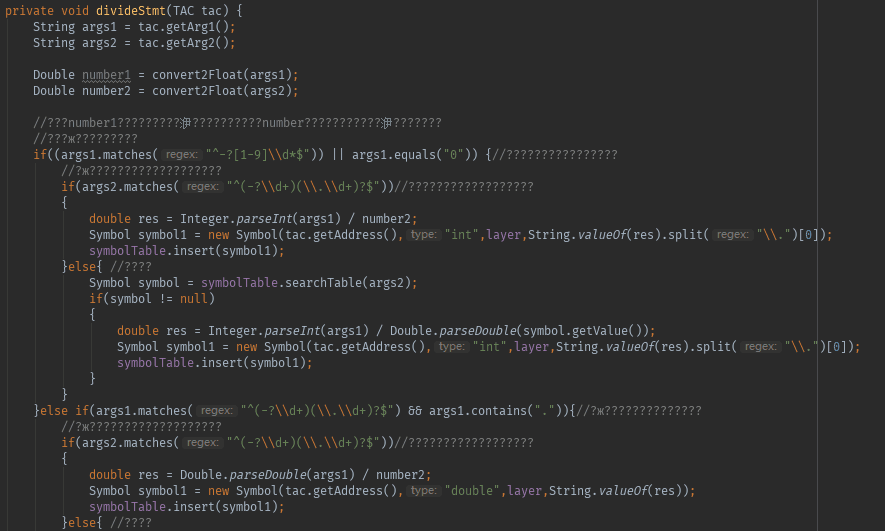 private void divideStmt(TAC tac) {
    String args1 = tac.getArg1();
    String args2 = tac.getArg2();

    Double number1 = convert2Float(args1);
    Double number2 = convert2Float(args2);

    //???number1?????????ҏ??????????number???????????ҏ???????
    //???ж?????????
    if((args1.matches( regex: "^-?[1-9]\\d*$")) || args1.equals("0")) {//????????????????
        //?ж???????????????????
        if(args2.matches( regex: "^(-?\\d+)(\\.\\d+)?$"))//??????????????????
        {
            double res = Integer.parseInt(args1) / number2;
            Symbol symbol1 = new Symbol(tac.getAddress(), type: "int",layer,String.valueOf(res).split( regex: "\\.")[0]);
            symbolTable.insert(symbol1);
        }else{ //????
            Symbol symbol = symbolTable.searchTable(args2);
            if(symbol != null)
            {
                double res = Integer.parseInt(args1) / Double.parseDouble(symbol.getValue());
                Symbol symbol1 = new Symbol(tac.getAddress(), type: "int",layer,String.valueOf(res).split( regex: "\\.")[0]);
                symbolTable.insert(symbol1);
            }
        }
    }else if(args1.matches( regex: "^(-?\\d+)(\\.\\d+)?$") && args1.contains(".")){//?ж??????????????
        //?ж???????????????????
        if(args2.matches( regex: "^(-?\\d+)(\\.\\d+)?$"))//??????????????????
        {
            double res = Double.parseDouble(args1) / number2;
            Symbol symbol1 = new Symbol(tac.getAddress(), type: "double",layer,String.valueOf(res));
            symbolTable.insert(symbol1);
        }else{ //????